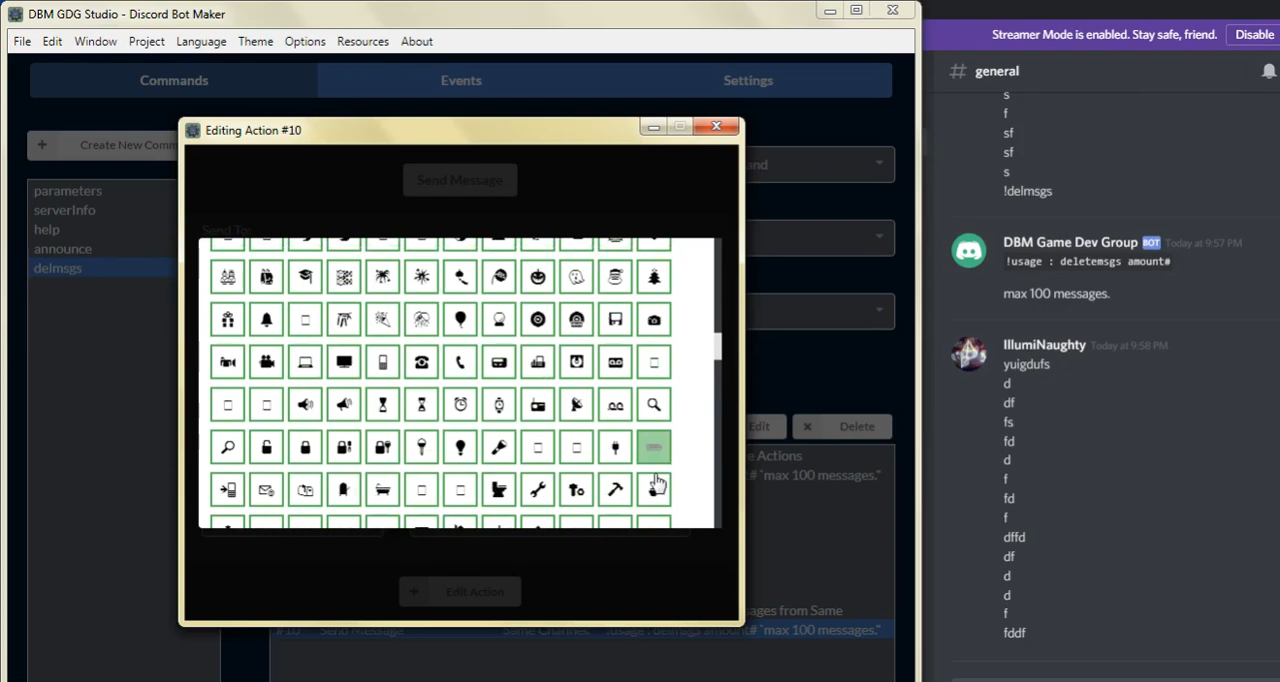 DBM GDG Studio - Discord Bot Maker
File Edit Window Project Language Theme Options Resources About
Commands Events Settings
Create New Comm
parameters
serverInfo
help
announce
delmsgs
Editing Action #10
Send Message
Send To:
and
Edit Delete
e Actions
t# `max 100 messages."
Edit Action
ages from Same
#10 Send Message Same Channel `!usage : delmsgs amount# `max 100 messages."
Streamer Mode is enabled. Stay safe, friend. Disable
# general
s
f
sf
sf
s
!delmsgs
DBM Game Dev Group BOT Today at 9:57 PM
!usage : deletemsgs amount#
max 100 messages.
IllumiNaughty Today at 9:58 PM
yuigdufs
d
df
fs
fd
d
f
fd
f
dffd
df
d
d
f
fddf